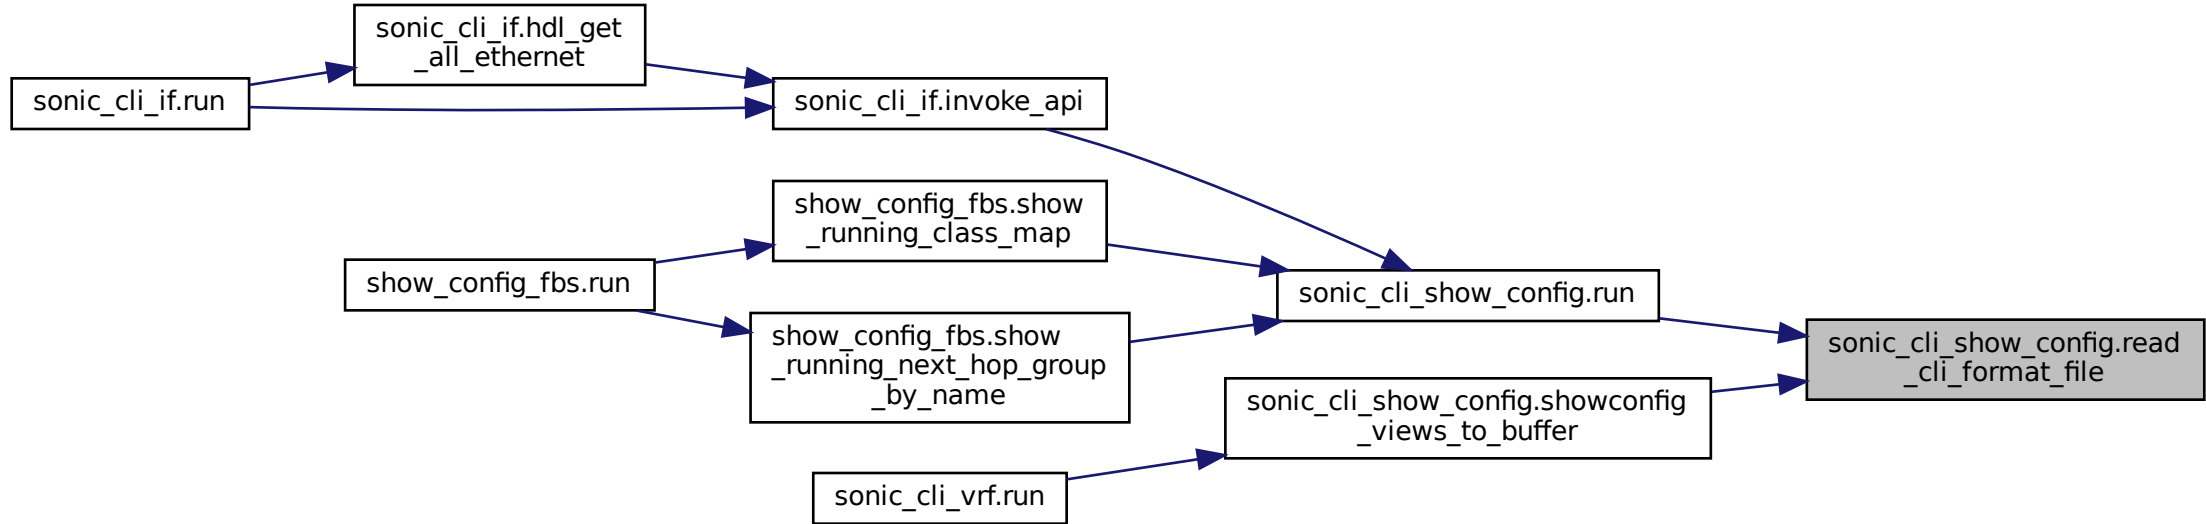 sonic_cli_if.hdl_get
_all_ethernet
sonic_cli_if.run
sonic_cli_if.invoke_api
show_config_fbs.show
_running_class_map
show_config_fbs.run
sonic_cli_show_config.run
show_config_fbs.show
_running_next_hop_group
_by_name
sonic_cli_show_config.read
_cli_format_file
sonic_cli_show_config.showconfig
_views_to_buffer
sonic_cli_vrf.run